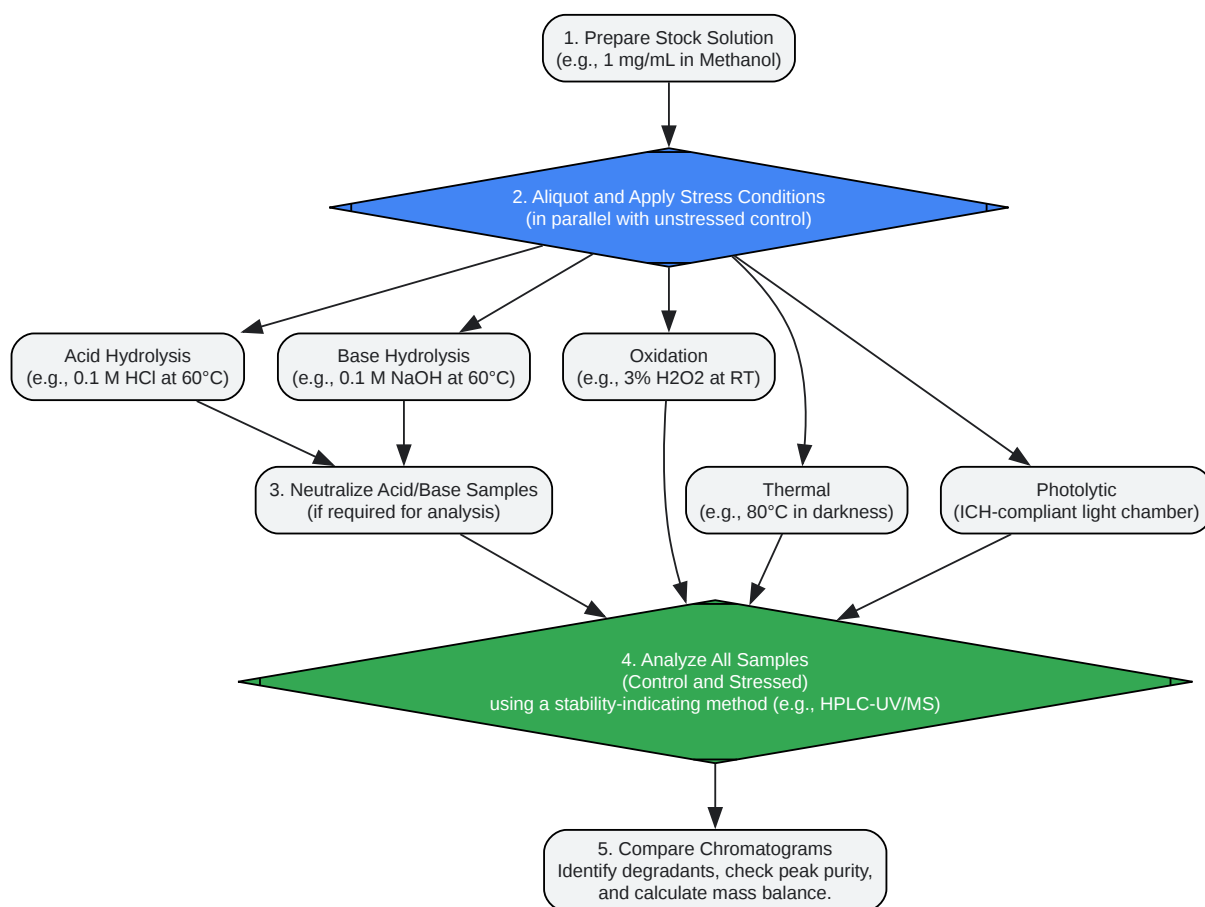 1. Prepare Stock Solution
(e.g., 1 mg/mL in Methanol)
2. Aliquot and Apply Stress Conditions
(in parallel with unstressed control)
Acid Hydrolysis
(e.g., 0.1 M HCl at 60°C)
Base Hydrolysis
(e.g., 0.1 M NaOH at 60°C)
Oxidation
(e.g., 3% H2O2 at RT)
3. Neutralize Acid/Base Samples
(if required for analysis)
Thermal
(e.g., 80°C in darkness)
Photolytic
(ICH-compliant light chamber)
4. Analyze All Samples
(Control and Stressed)
using a stability-indicating method (e.g., HPLC-UV/MS)
5. Compare Chromatograms
Identify degradants, check peak purity,
and calculate mass balance.